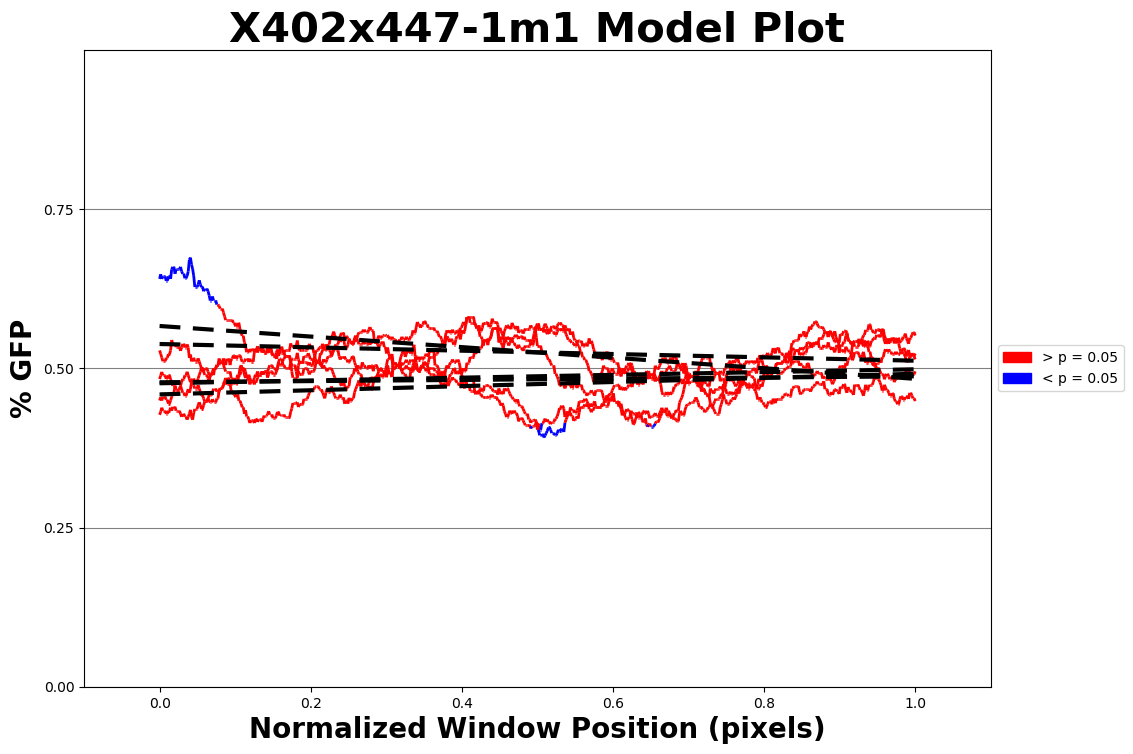 X402x447-1m1 Model Plot
% GFP
0.75
0.50
0.25
0.00
0.0 0.2 0.4 0.6 0.8 1.0
Normalized Window Position (pixels)
> p = 0.05
< p = 0.05